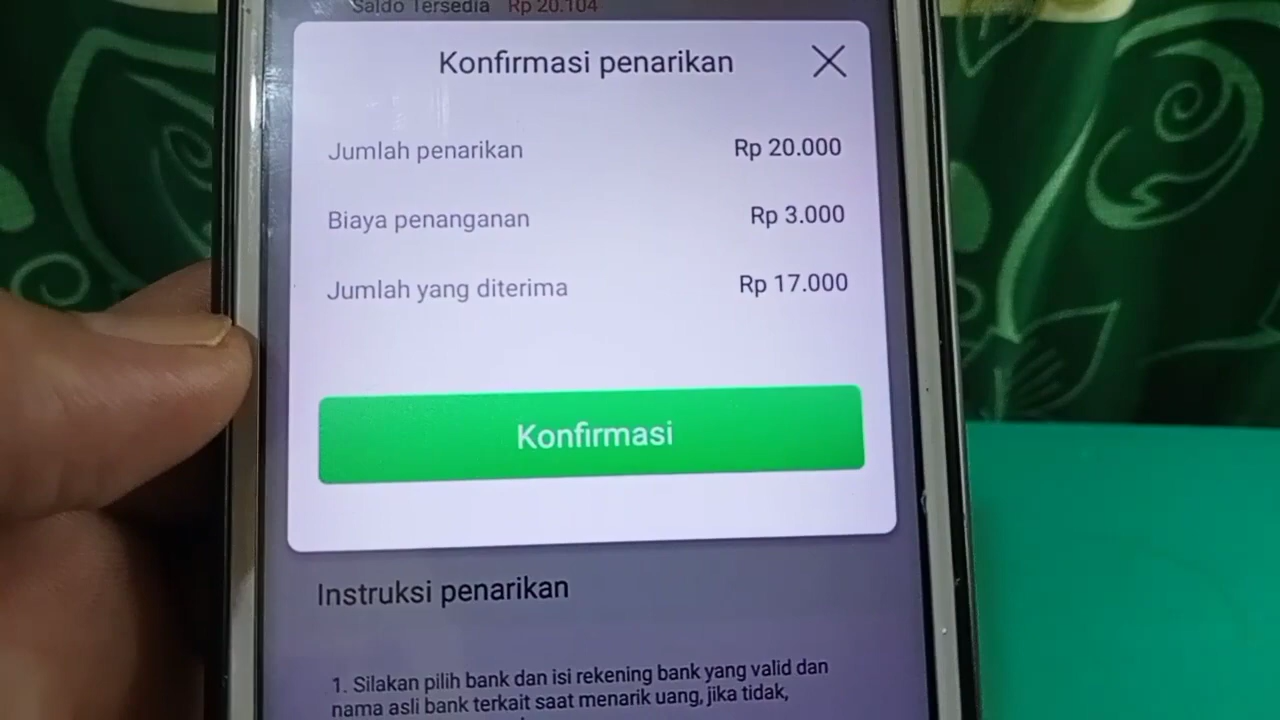 Saldo Tersedia Rp 20.104
Konfirmasi penarikan
Jumlah penarikan Rp 20.000
Biaya penanganan Rp 3.000
Jumlah yang diterima Rp 17.000
Konfirmasi
Instruksi penarikan
1. Silakan pilih bank dan isi rekening bank yang valid dan
nama asli bank terkait saat menarik uang, jika tidak,